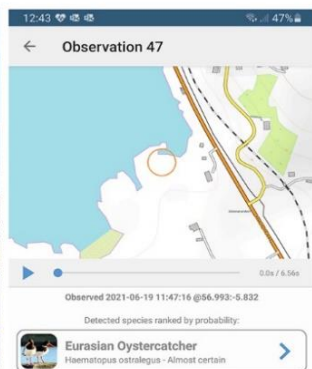 12:43 47%
Observation 47
0.0s / 6.56s
Observed 2021-06-19 11:47:16 @56.993:-5.832
Detected species ranked by probability:
Eurasian Oystercatcher
Haematopus ostralegus - Almost certain